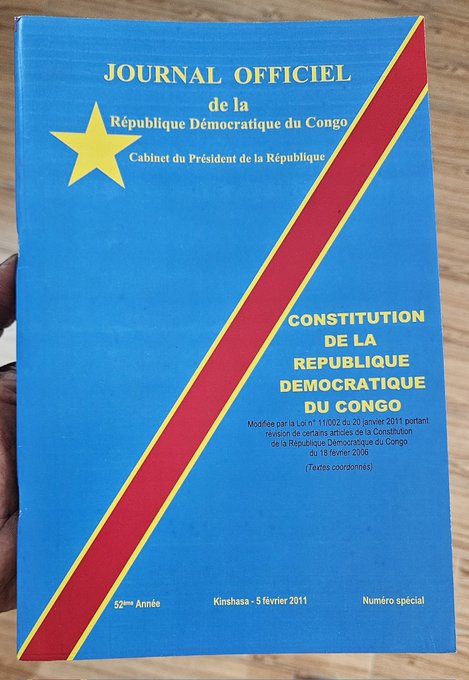 JOURNAL OFFICIEL
de la
République Démocratique du Congo
Cabinet du Président de la République
CONSTITUTION
DE LA
REPUBLIQUE
DEMOCRATIQUE
DU CONGO
Modifiée par la Loi n° 11/002 du 20 janvier 2011 portant
révision de certains articles de la Constitution
de la République Démocratique du Congo
du 18 février 2006
(Textes coordonnés)
52ème Année
Kinshasa - 5 février 2011
Numéro spécial